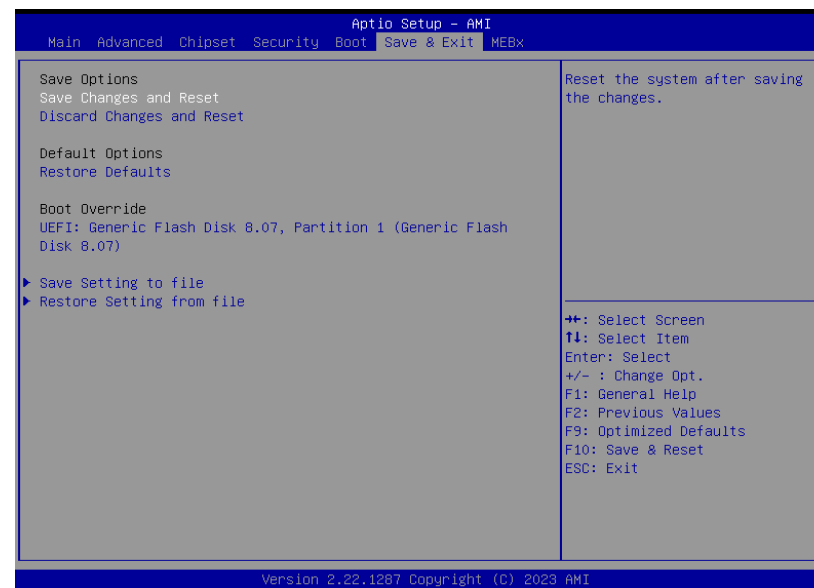 Aptio Setup – AMI
Main Advanced Chipset Security Boot Save & Exit MEBx
Save Options
Save Changes and Reset
Discard Changes and Reset
Default Options
Restore Defaults
Boot Override
UEFI: Generic Flash Disk 8.07, Partition 1 (Generic Flash
Disk 8.07)
▶ Save Setting to file
▶ Restore Setting from file
Reset the system after saving
the changes.
→←: Select Screen
↑↓: Select Item
Enter: Select
+/- : Change Opt.
F1: General Help
F2: Previous Values
F9: Optimized Defaults
F10: Save & Reset
ESC: Exit
Version 2.22.1287 Copyright (C) 2023 AMI